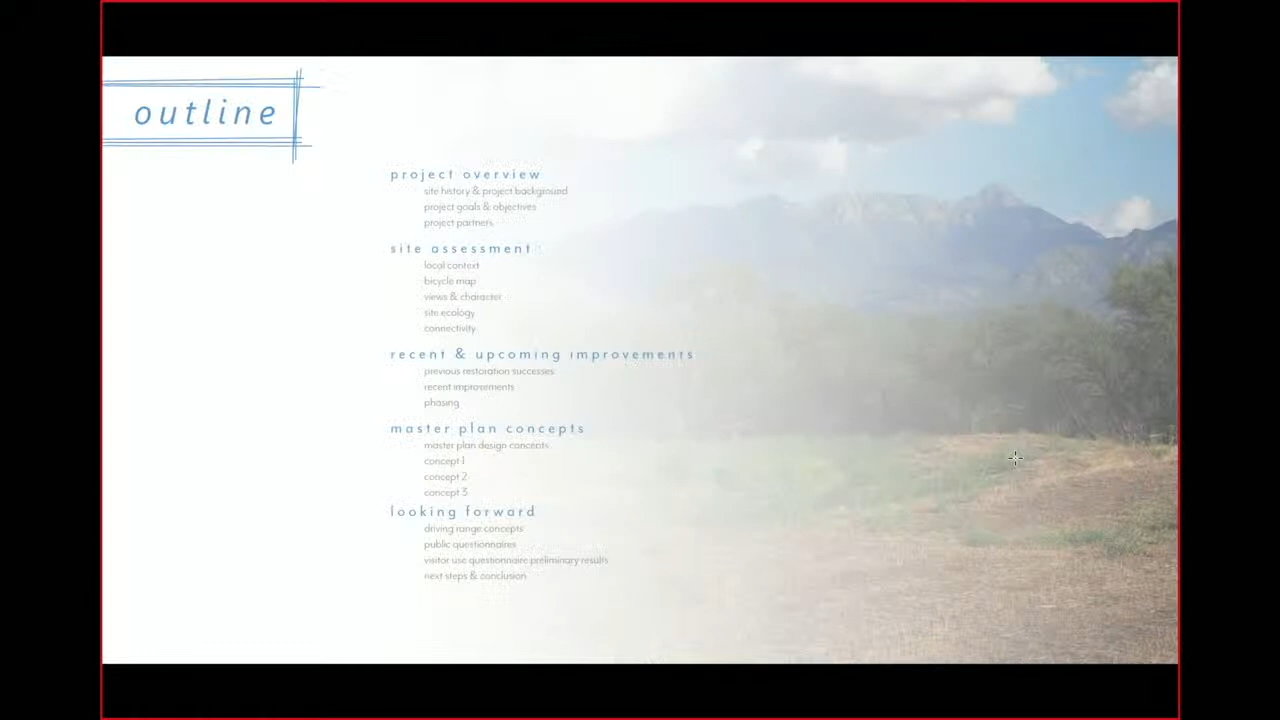 outline
project overview
site history & project background
project goals & objectives
project partners
site assessment
local context
bicycle map
views & character
site ecology
connectivity
recent & upcoming improvements
previous restoration successes
recent improvements
phasing
master plan concepts
master plan design concepts
concept 1
concept 2
concept 3
looking forward
driving range concepts
public questionnaires
visitor use questionnaire preliminary results
next steps & conclusion